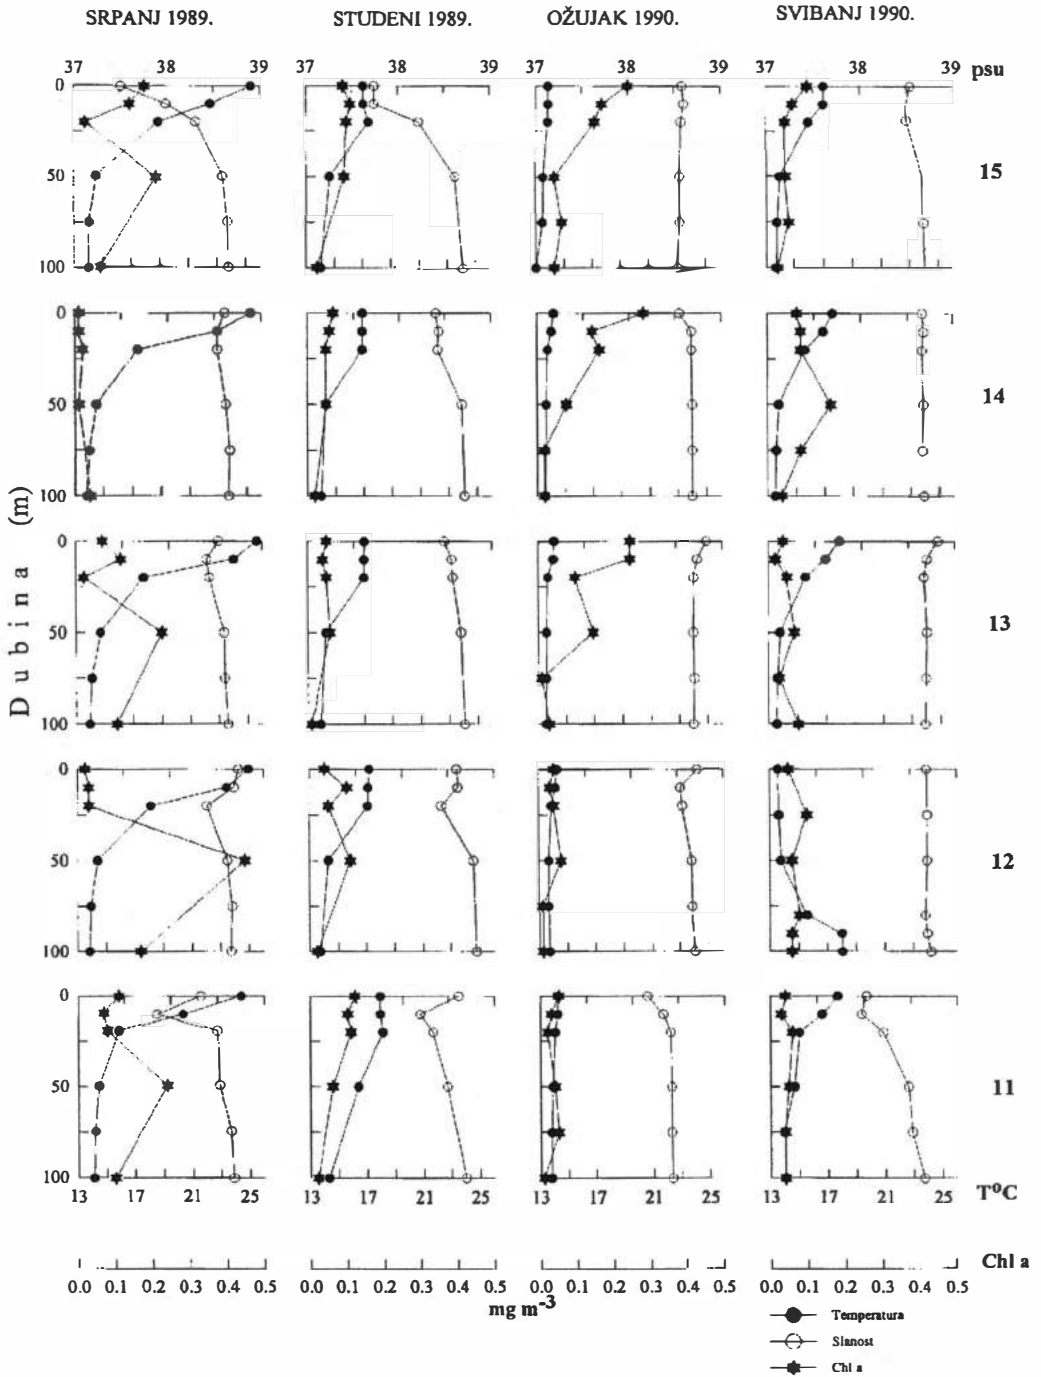 SRPANJ 1989. STUDENI 1989. OŽUJAK 1990. SVIBANJ 1990.
37 38 39 37 38 39 37 38 39 37 38 39 psu
0
50
100
15
0
50
100
14
Dubina (m)
0
50
100
13
0
50
100
12
0
50
100
11
13 17 21 25 13 17 21 25 13 17 21 25 13 17 21 25 T°C
Chl a
0.0 0.1 0.2 0.3 0.4 0.5 0.0 0.1 0.2 0.3 0.4 0.5 0.0 0.1 0.2 0.3 0.4 0.5 0.0 0.1 0.2 0.3 0.4 0.5
mg m⁻³
Temperatura
Slanost
Chl a